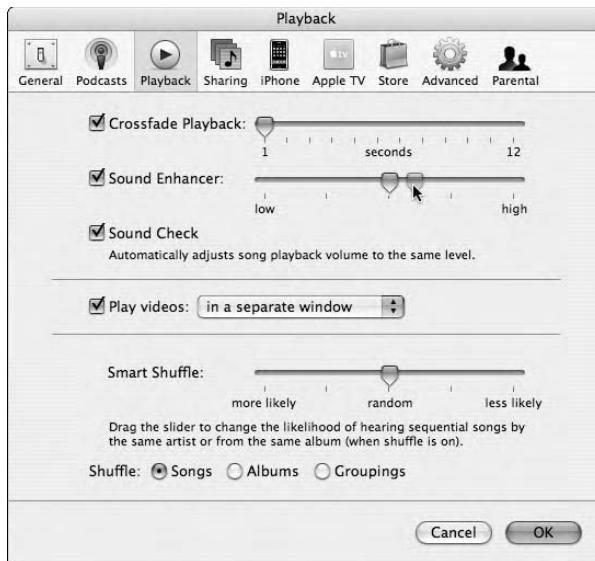 Playback
General Podcasts Playback Sharing iPhone Apple TV Store Advanced Parental
Crossfade Playback:
1 seconds 12
Sound Enhancer:
low high
Sound Check
Automatically adjusts song playback volume to the same level.
Play videos: in a separate window
Smart Shuffle:
more likely random less likely
Drag the slider to change the likelihood of hearing sequential songs by
the same artist or from the same album (when shuffle is on).
Shuffle: Songs Albums Groupings
Cancel OK